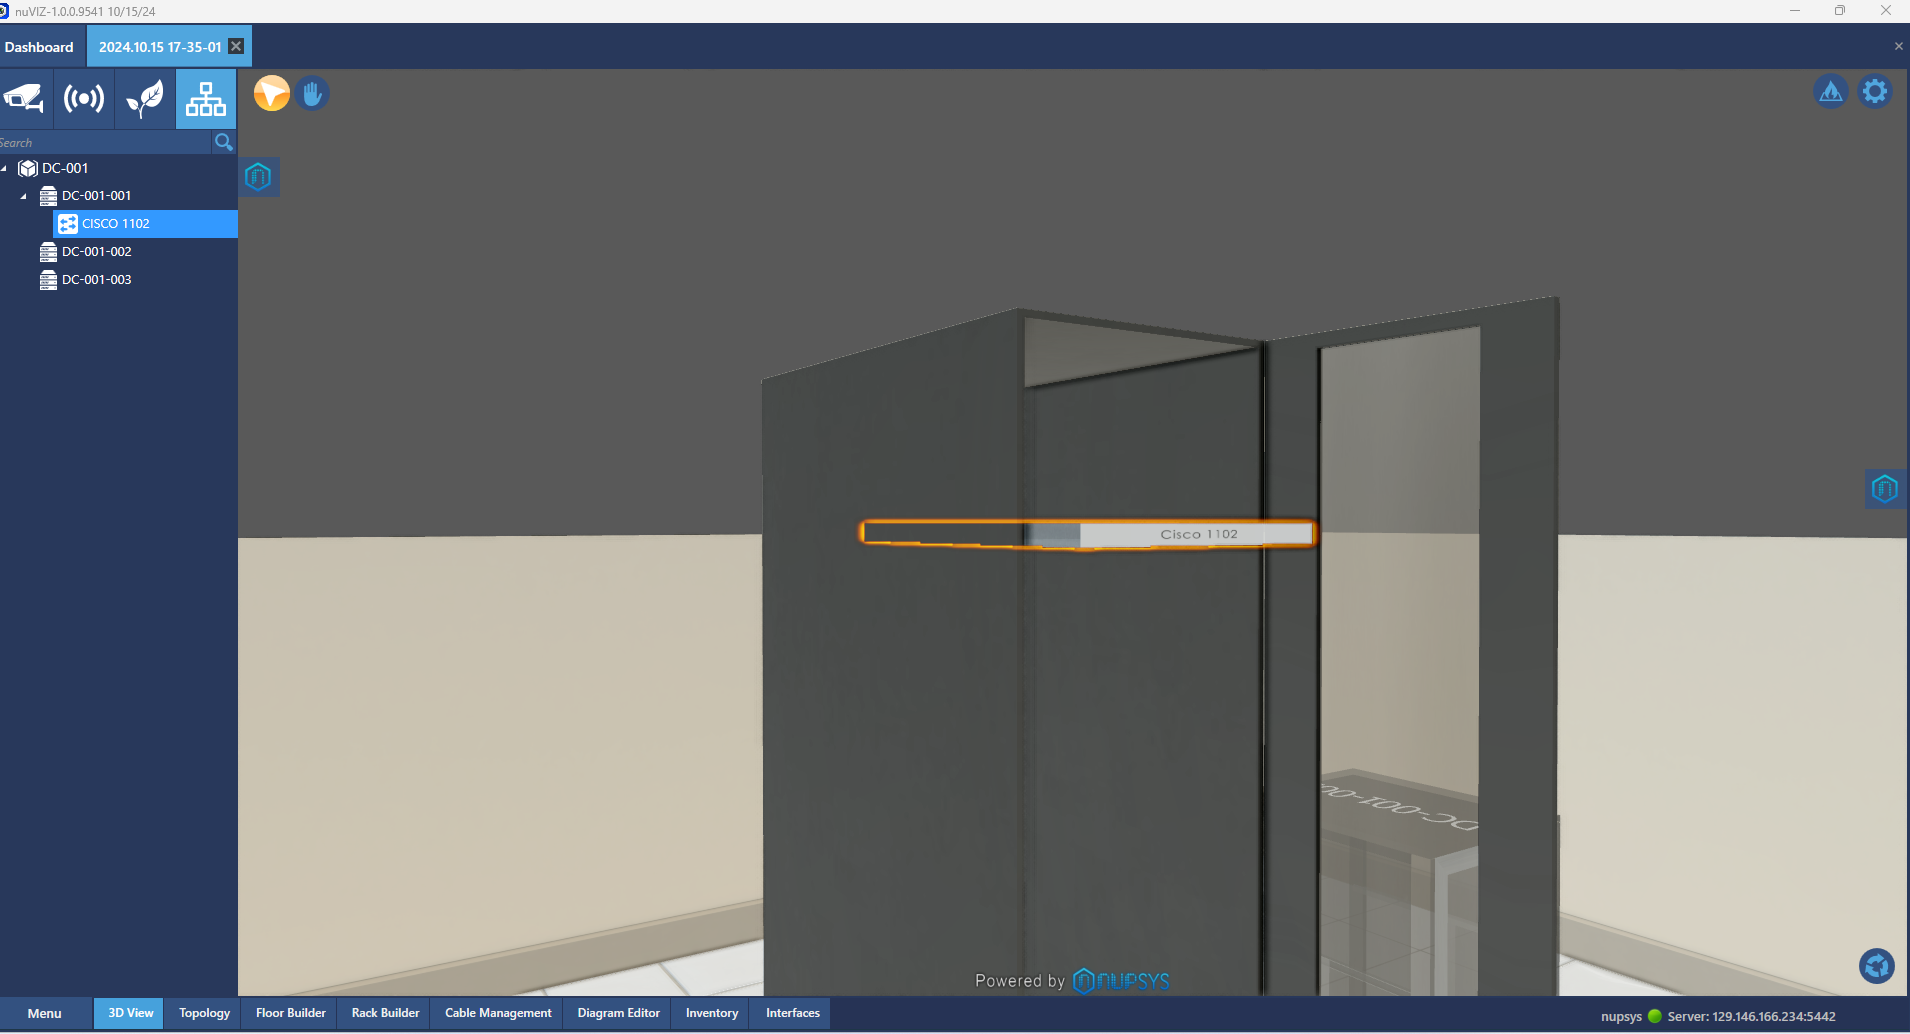 nuVIZ-1.0.0.9541 10/15/24
Dashboard
2024.10.15 17-35-01
Search
DC-001
DC-001-001
CISCO 1102
DC-001-002
DC-001-003
Cisco 1102
DC-001-00
Powered by NUPSYS
Menu
3D View
Topology
Floor Builder
Rack Builder
Cable Management
Diagram Editor
Inventory
Interfaces
nupsys
Server: 129.146.166.234:5442